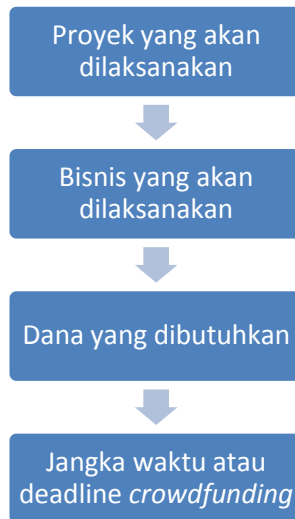 Proyek yang akan
dilaksanakan
Bisnis yang akan
dilaksanakan
Dana yang dibutuhkan
Jangka waktu atau
deadline crowdfunding